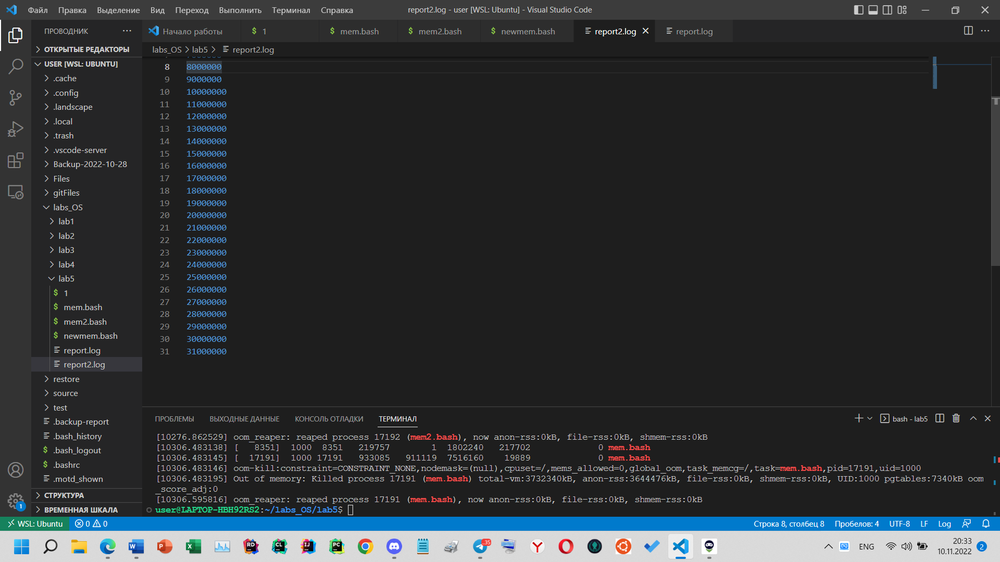 Файл Правка Выделение Вид Переход Выполнить Терминал Справка
report2.log - user [WSL: Ubuntu] - Visual Studio Code
ПРОВОДНИК
Начало работы
$ 1
$ mem.bash
$ mem2.bash
$ newmem.bash
report2.log
report.log
ОТКРЫТЫЕ РЕДАКТОРЫ
labs_OS > lab5 > report2.log
USER [WSL: UBUNTU]
.cache
.config
.landscape
.local
.trash
.vscode-server
Backup-2022-10-28
Files
gitFiles
labs_OS
lab1
lab2
lab3
lab4
lab5
$ 1
$ mem.bash
$ mem2.bash
$ newmem.bash
report.log
report2.log
restore
source
test
.backup-report
.bash_history
$ .bash_logout
$ .bashrc
.motd_shown
СТРУКТУРА
ВРЕМЕННАЯ ШКАЛА
8 8000000
9 9000000
10 10000000
11 11000000
12 12000000
13 13000000
14 14000000
15 15000000
16 16000000
17 17000000
18 18000000
19 19000000
20 20000000
21 21000000
22 22000000
23 23000000
24 24000000
25 25000000
26 26000000
27 27000000
28 28000000
29 29000000
30 30000000
31 31000000
ПРОБЛЕМЫ ВЫХОДНЫЕ ДАННЫЕ КОНСОЛЬ ОТЛАДКИ ТЕРМИНАЛ
bash - lab5
[10276.862529] oom_reaper: reaped process 17192 (mem2.bash), now anon-rss:0kB, file-rss:0kB, shmem-rss:0kB
[10306.483138] [ 8351] 1000 8351 219757 1 1802240 217702 0 mem.bash
[10306.483145] [ 17191] 1000 17191 933085 911119 7516160 19889 0 mem.bash
[10306.483146] oom-kill:constraint=CONSTRAINT_NONE,nodemask=(null),cpuset=/,mems_allowed=0,global_oom,task_memcg=/,task=mem.bash,pid=17191,uid=1000
[10306.483195] Out of memory: Killed process 17191 (mem.bash) total-vm:3732340kB, anon-rss:3644476kB, file-rss:0kB, shmem-rss:0kB, UID:1000 pgtables:7340kB oom
_score_adj:0
[10306.595816] oom_reaper: reaped process 17191 (mem.bash), now anon-rss:0kB, file-rss:0kB, shmem-rss:0kB
user@LAPTOP-HBH92RS2:~/labs_OS/lab5$
1
WSL: Ubuntu 0 0
Строка 8, столбец 8 Пробелов: 4 UTF-8 LF Log
RD
CL
IJ
PC
..35
ENG
20:33
10.11.2022
2